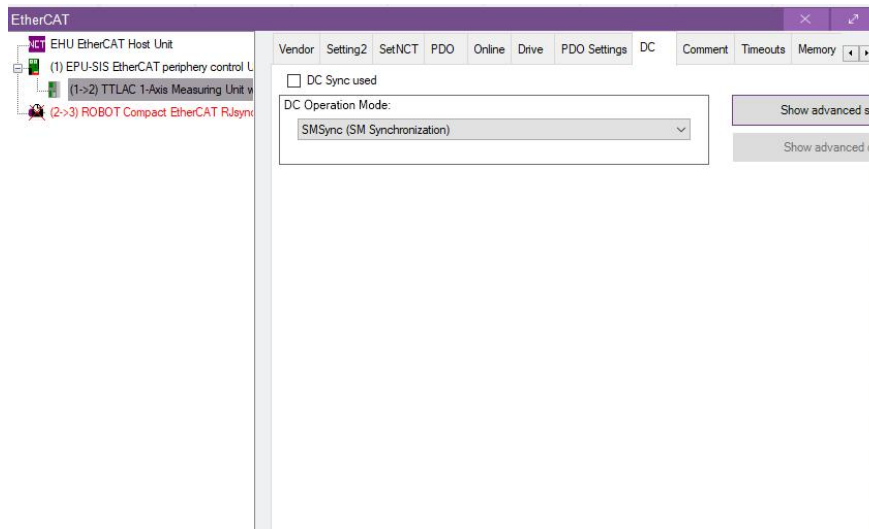 EtherCAT
NCT EHU EtherCAT Host Unit
(1) EPU-SIS EtherCAT periphery control U
(1->2) TTLAC 1-Axis Measuring Unit w
(2->3) ROBOT Compact EtherCAT RJsync
Vendor Setting2 SetNCT PDO Online Drive PDO Settings DC Comment Timeouts Memory
DC Sync used
DC Operation Mode:
SMSync (SM Synchronization)
Show advanced s
Show advanced